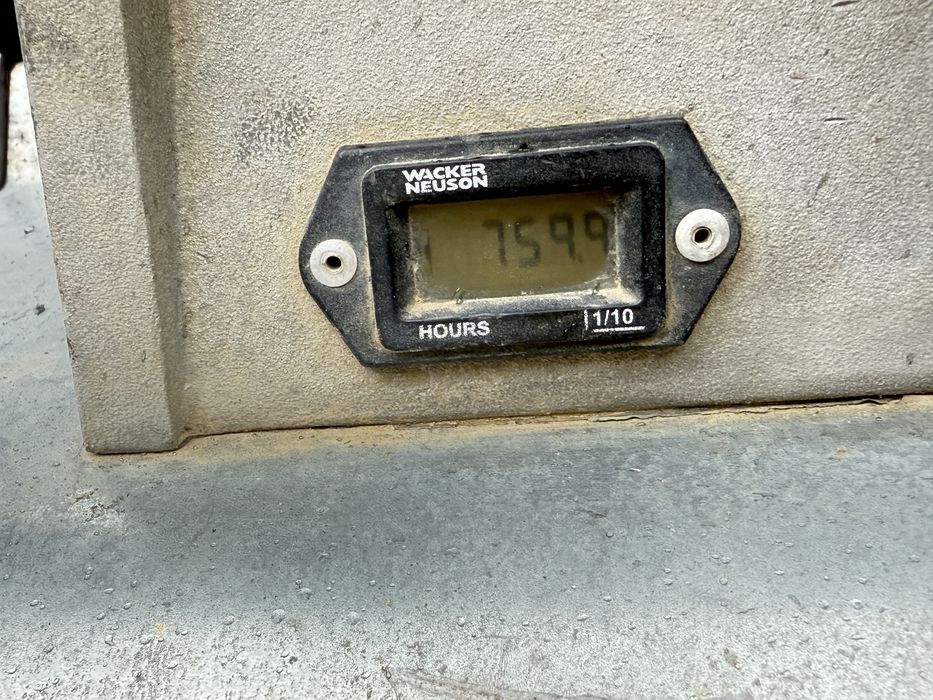 WACKER
NEUSON
759.9
HOURS
1/10